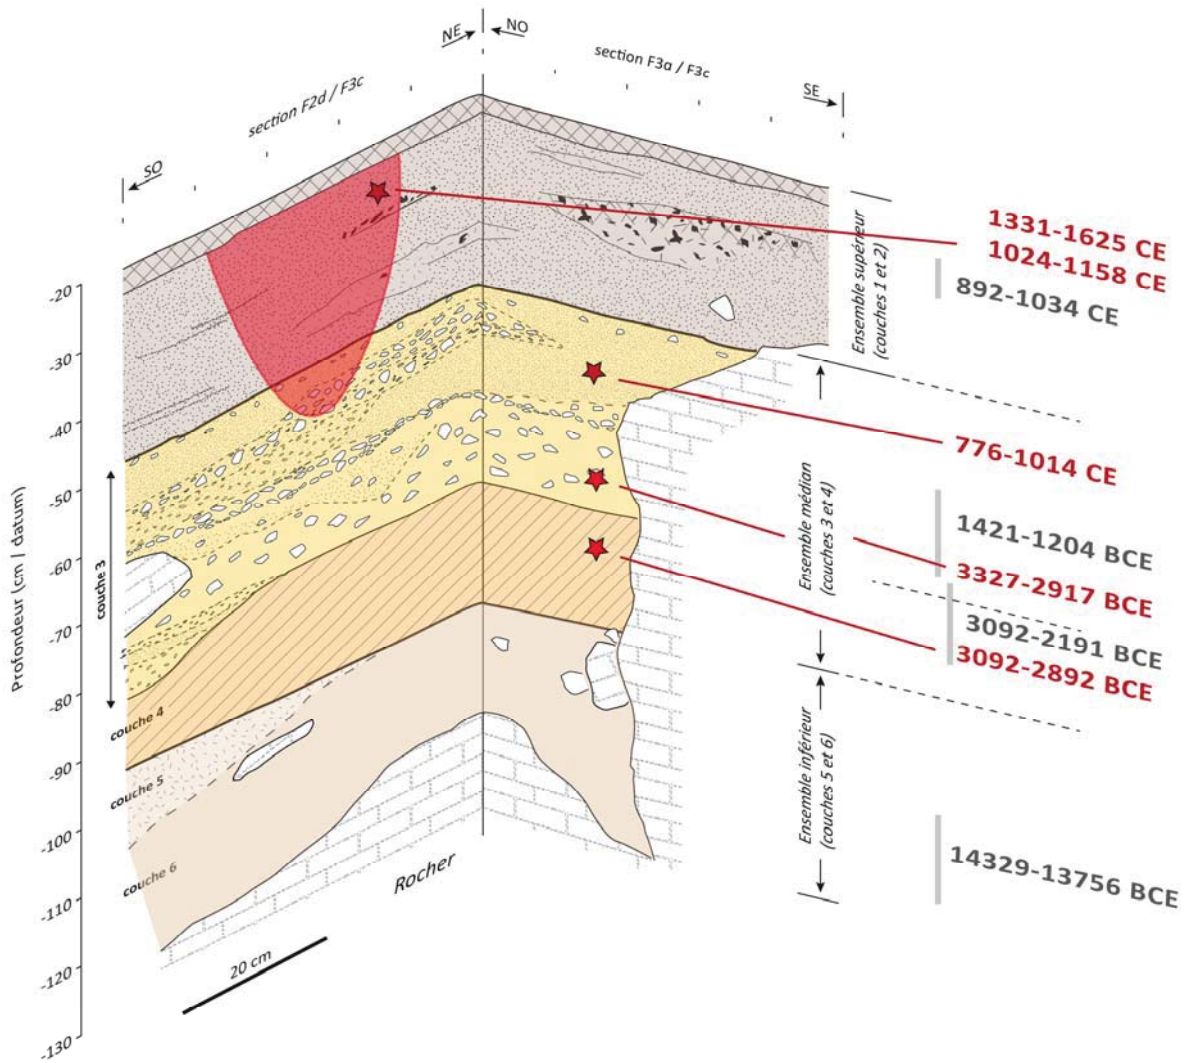 NE
NO
section F2d / F3c
section F3a / F3c
SE
SO
1331-1625 CE
1024-1158 CE
892-1034 CE
Ensemble supérieur
(couches 1 et 2)
776-1014 CE
Ensemble médian
(couches 3 et 4)
1421-1204 BCE
3327-2917 BCE
3092-2191 BCE
3092-2892 BCE
Ensemble inférieur
(couches 5 et 6)
14329-13756 BCE
Profondeur (cm | datum)
-20
-30
-40
-50
-60
-70
-80
-90
-100
-110
-120
-130
couche 3
couche 4
couche 5
couche 6
Rocher
20 cm